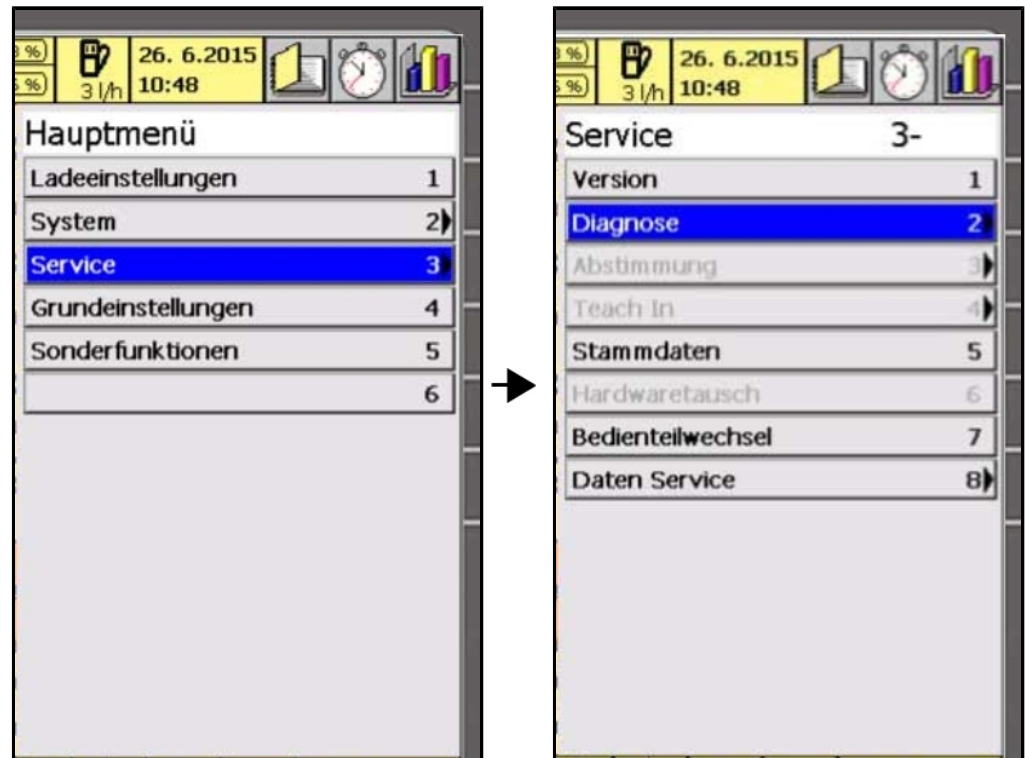 26. 6.2015
3 l/h 10:48
Hauptmenü
Ladeeinstellungen 1
System 2
Service 3
Grundeinstellungen 4
Sonderfunktionen 5
6
26. 6.2015
3 l/h 10:48
Service 3-
Version 1
Diagnose 2
Abstimmung 3
Teach In 4
Stammdaten 5
Hardwaretausch 6
Bedienteilwechsel 7
Daten Service 8